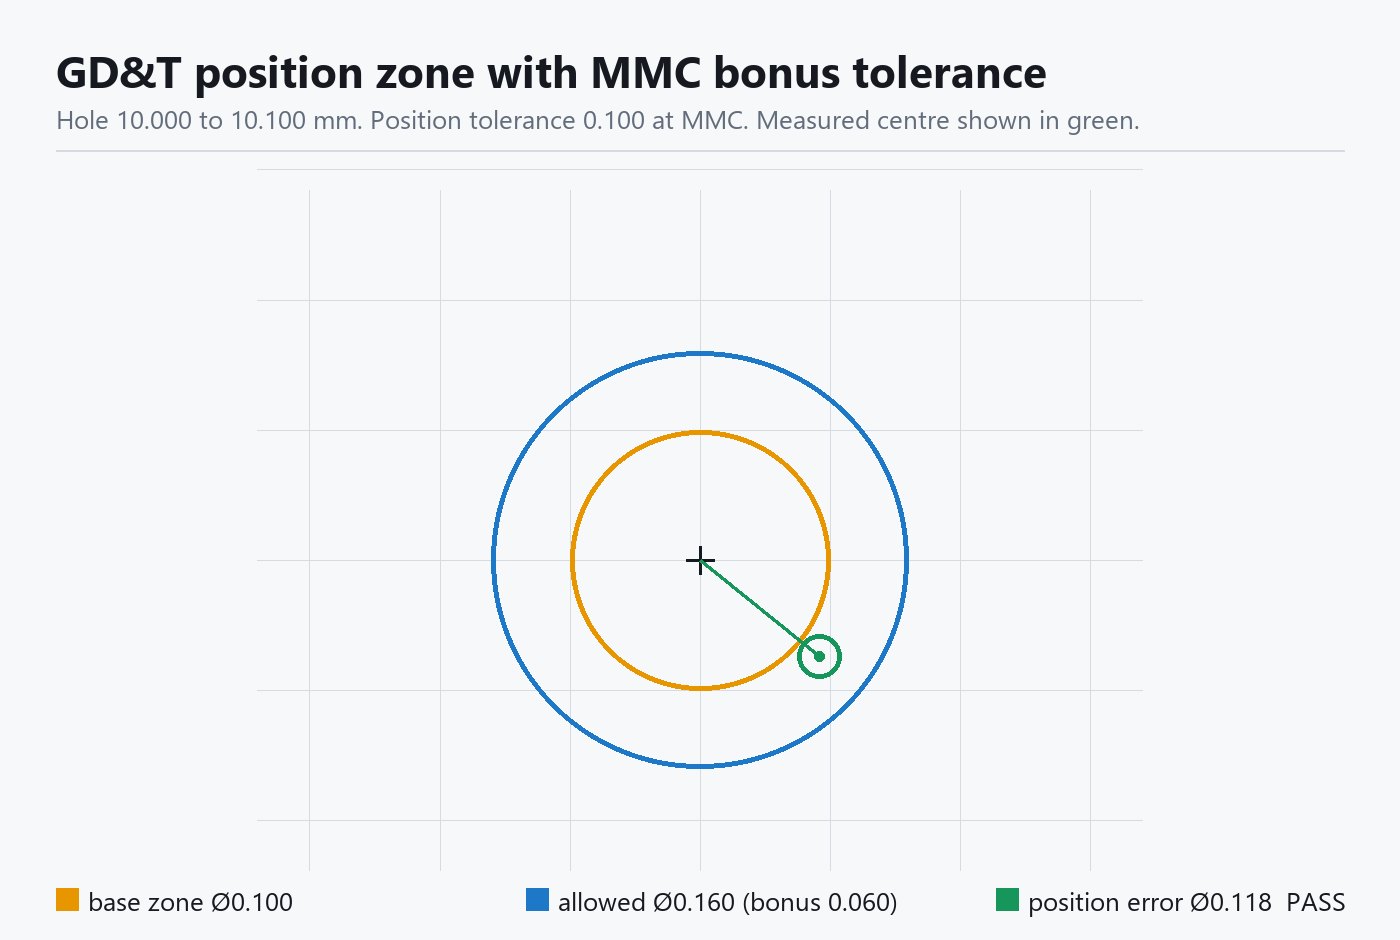 GD&T position zone with MMC bonus tolerance
Hole 10.000 to 10.100 mm. Position tolerance 0.100 at MMC. Measured centre shown in green.
base zone Ø0.100
allowed Ø0.160 (bonus 0.060)
position error Ø0.118  PASS